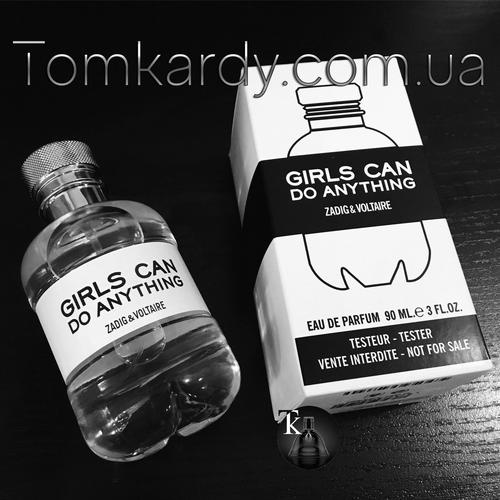 Tomkardy.com.ua
GIRLS CAN
DO ANYTHING
ZADIG & VOLTAIRE
GIRLS CAN
DO ANYTHING
ZADIG & VOLTAIRE
EAU DE PARFUM 90 ML.℮ 3 FL.OZ.
TESTEUR - TESTER
VENTE INTERDITE - NOT FOR SALE
Tk